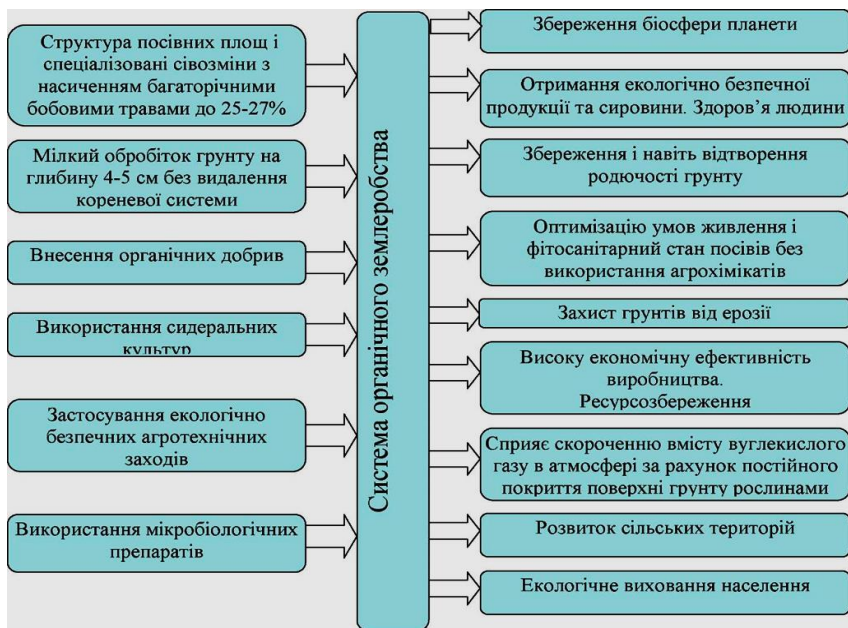 Структура посівних площ і
спеціалізовані сівозміни з
насиченням багаторічними
бобовими травами до 25-27%
Мілкий обробіток грунту на
глибину 4-5 см без видалення
кореневої системи
Внесення органічних добрив
Використання сидеральних
культур
Застосування екологічно
безпечних агротехнічних
заходів
Використання мікробіологічних
препаратів
Система органічного землеробства
Збереження біосфери планети
Отримання екологічно безпечної
продукції та сировини. Здоров’я людини
Збереження і навіть відтворення
родючості грунту
Оптимізацію умов живлення і
фітосанітарний стан посівів без
використання агрохімікатів
Захист грунтів від ерозії
Високу економічну ефективність
виробництва.
Ресурсозбереження
Сприяє скороченню вмісту вуглекислого
газу в атмосфері за рахунок постійного
покриття поверхні грунту рослинами
Розвиток сільських територій
Екологічне виховання населення